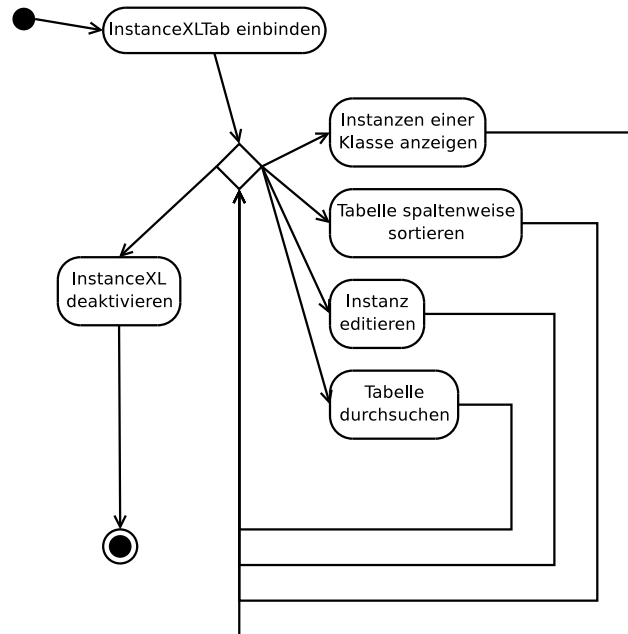 InstanceXLTab einbinden
Instanzen einer
Klasse anzeigen
Tabelle spaltenweise
sortieren
InstanceXL
deaktivieren
Instanz
editieren
Tabelle
durchsuchen